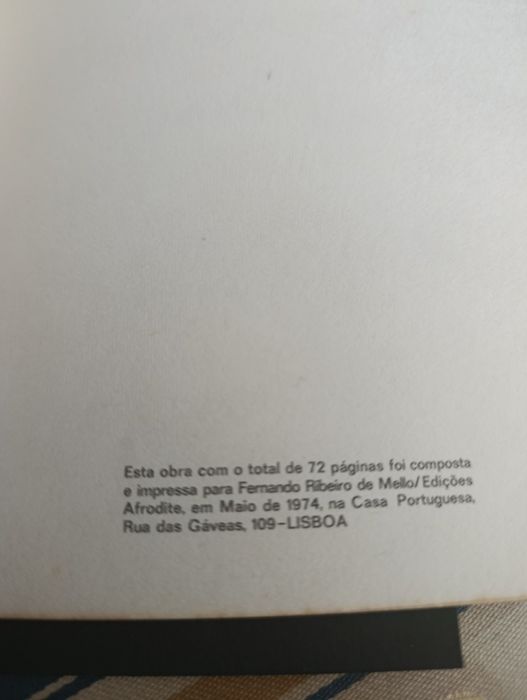 Esta obra com o total de 72 páginas foi composta
e impressa para Fernando Ribeiro de Mello/Edições
Afrodite, em Maio de 1974, na Casa Portuguesa,
Rua das Gáveas, 109-LISBOA